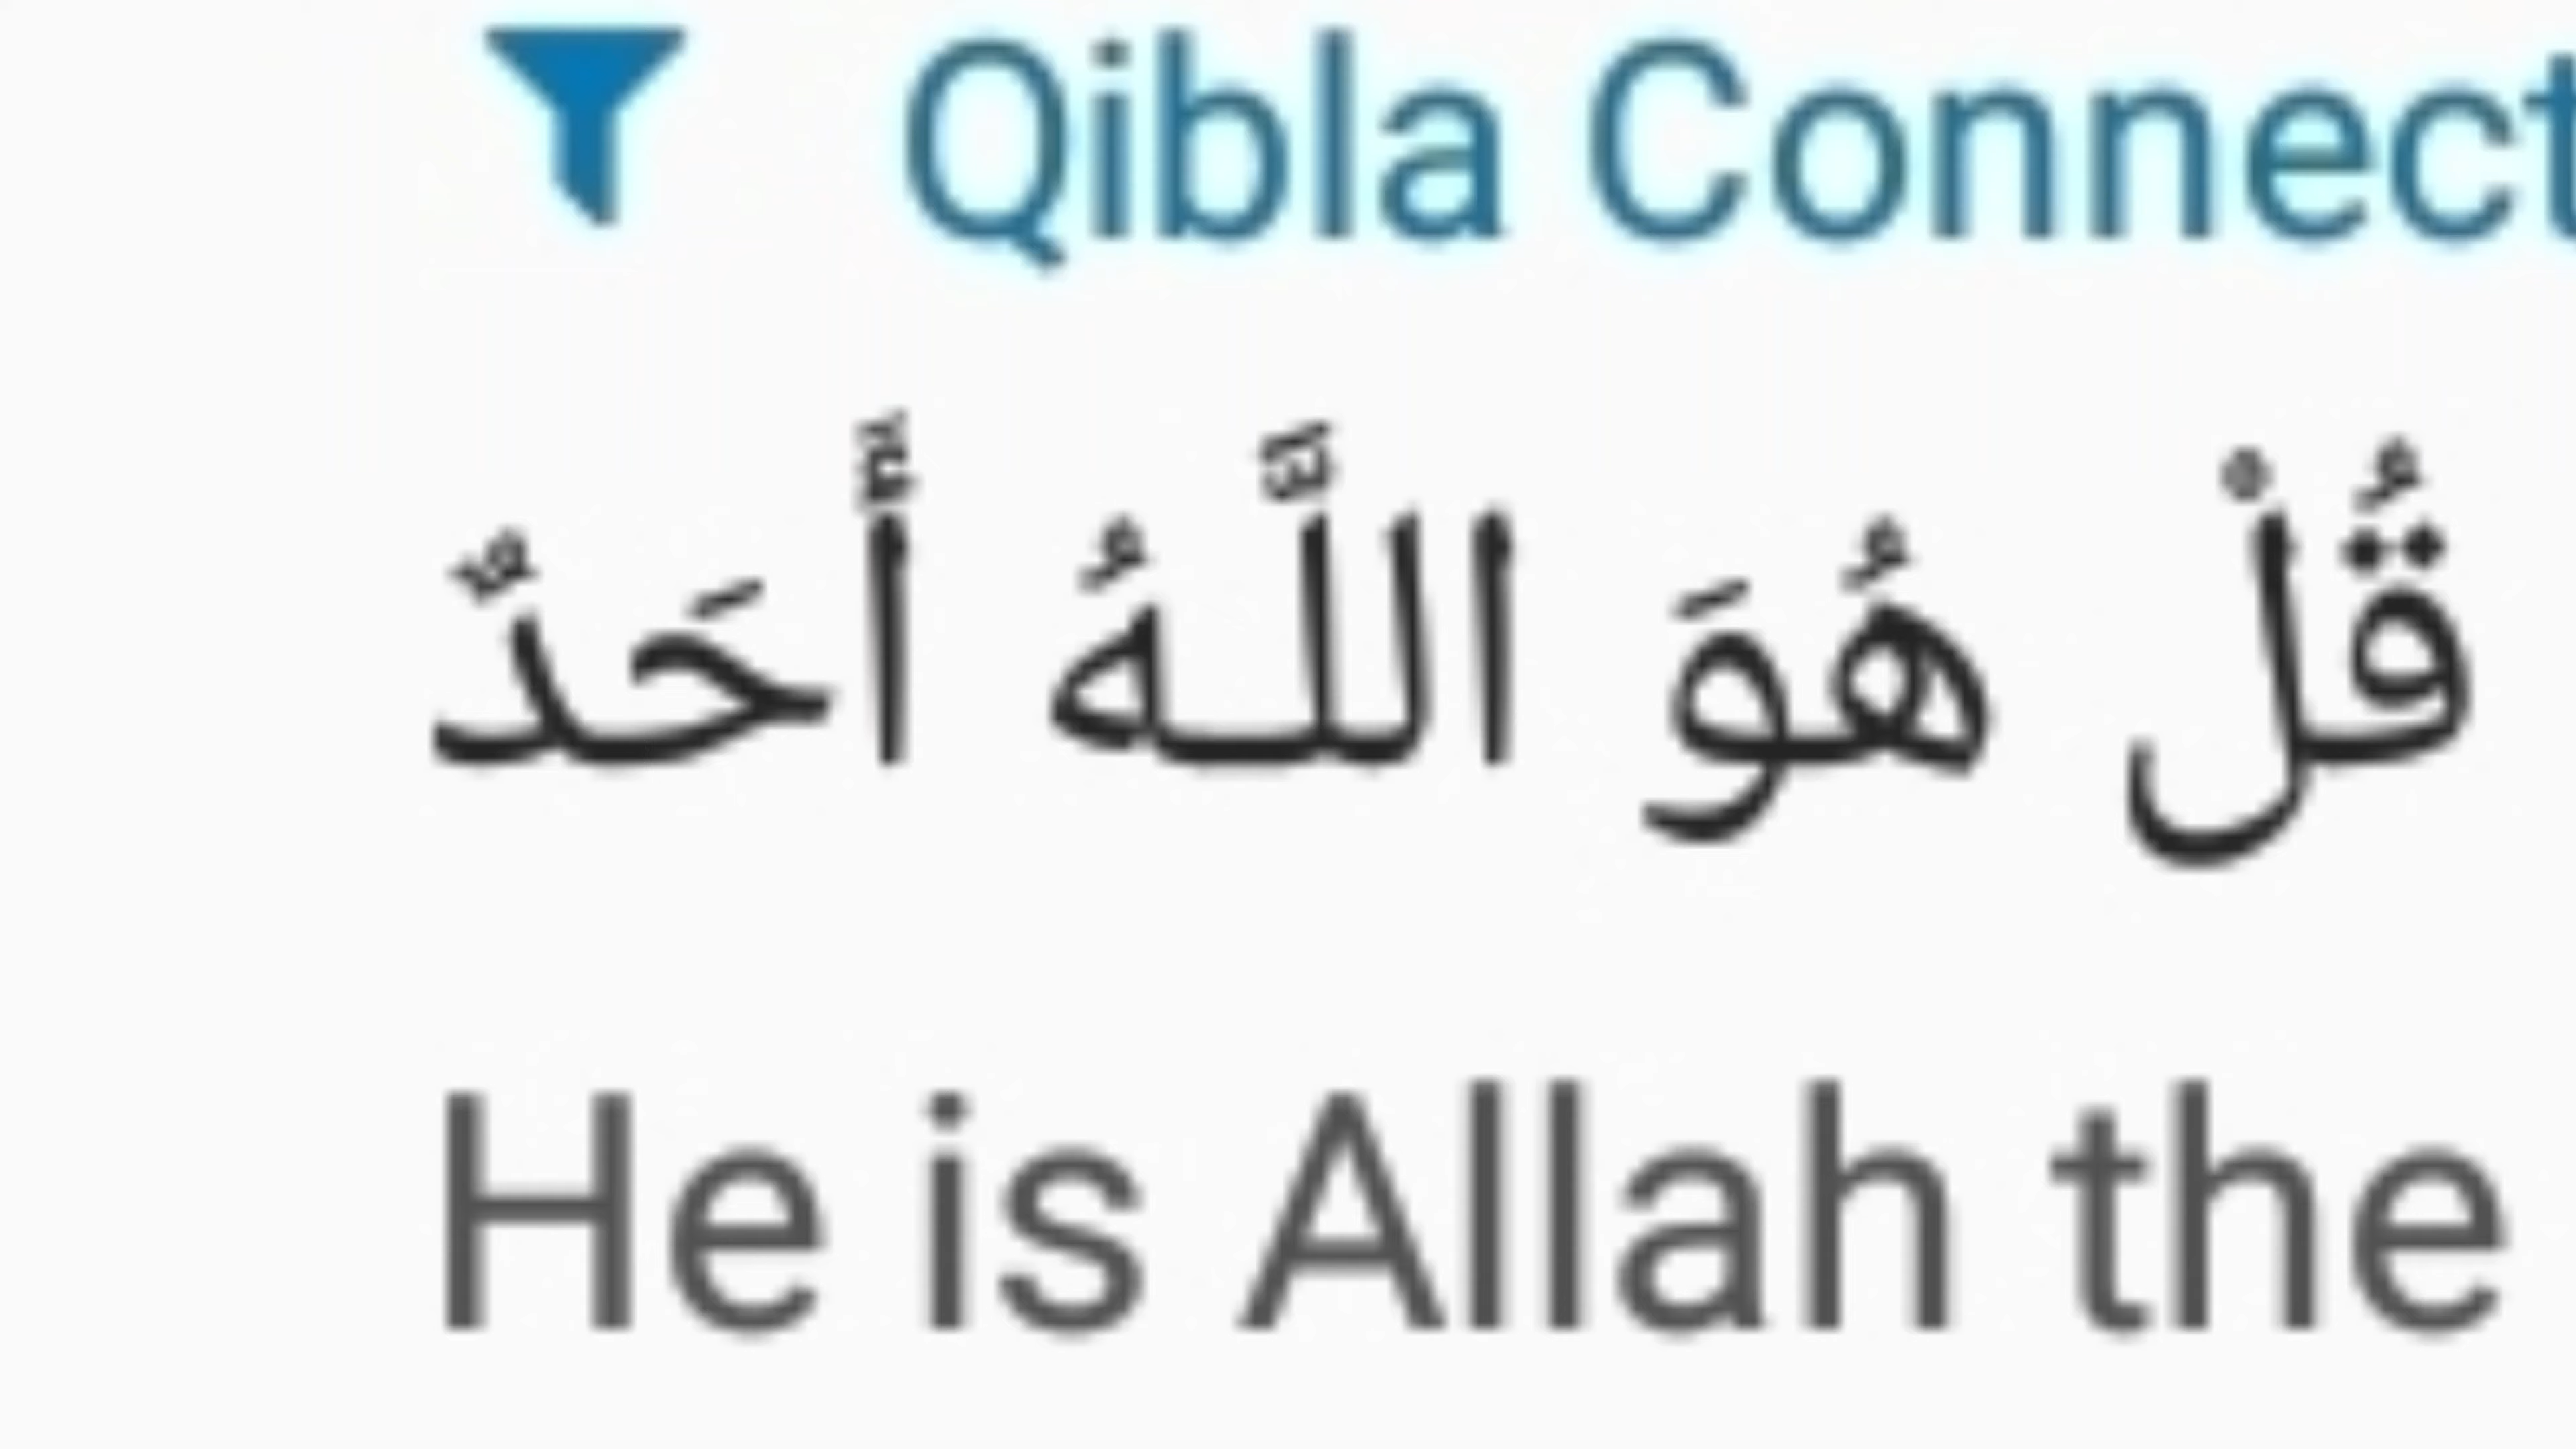 Qibla Connect
قُلْ هُوَ اللَّهُ أَحَدٌ
He is Allah the